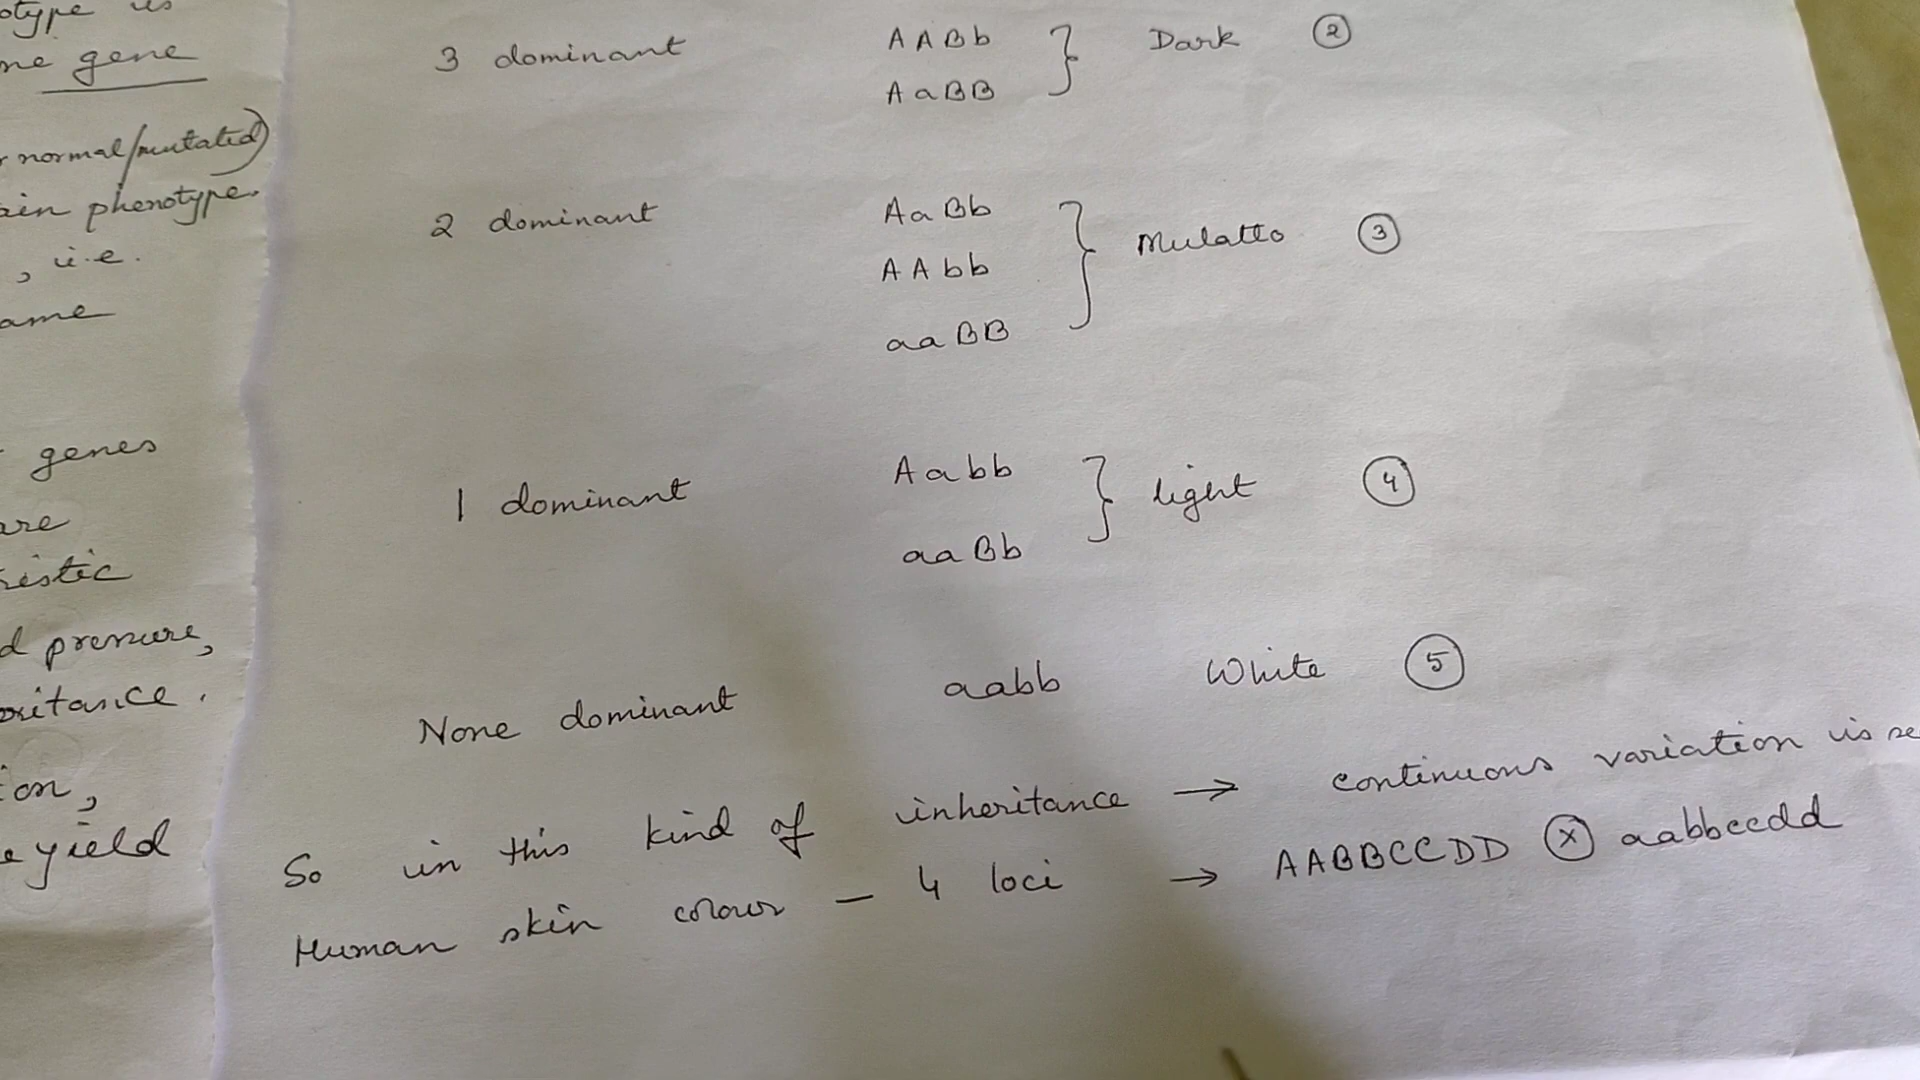 otype is
ne gene
normal/mutated)
ain phenotype.
, i.e.
ame
genes
are
ristic
d pressure,
oritance.
ion,
e yield
3 dominant AABb } Dark 2
AaBB
2 dominant AaBb } Mulatto 3
AAbb
aaBB
1 dominant Aabb } light 4
aaBb
None dominant aabb White 5
So in this kind of inheritance → continuous variation is se
Human skin colour - 4 loci → AABBCCDD x aabbccdd